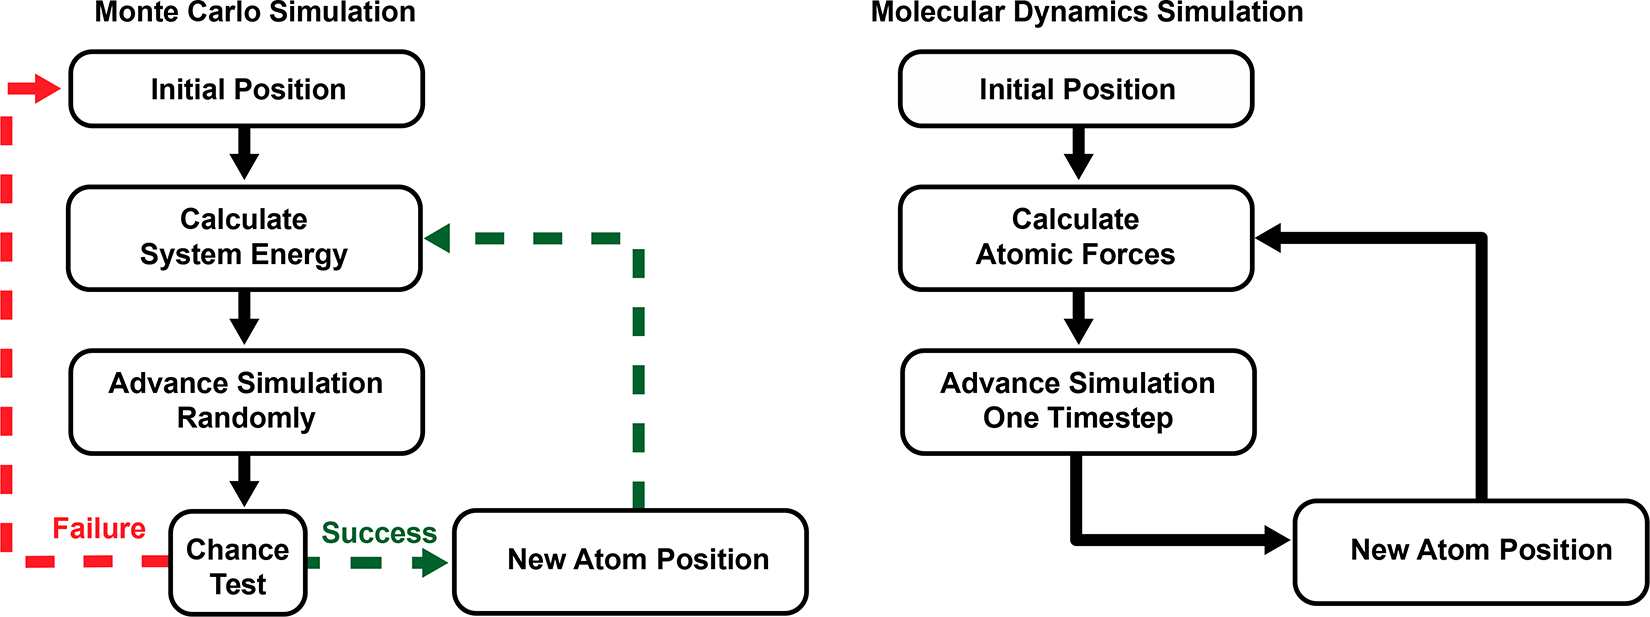 Monte Carlo Simulation
Initial Position
Calculate
System Energy
Advance Simulation
Randomly
Failure
Chance
Test
Success
New Atom Position
Molecular Dynamics Simulation
Initial Position
Calculate
Atomic Forces
Advance Simulation
One Timestep
New Atom Position